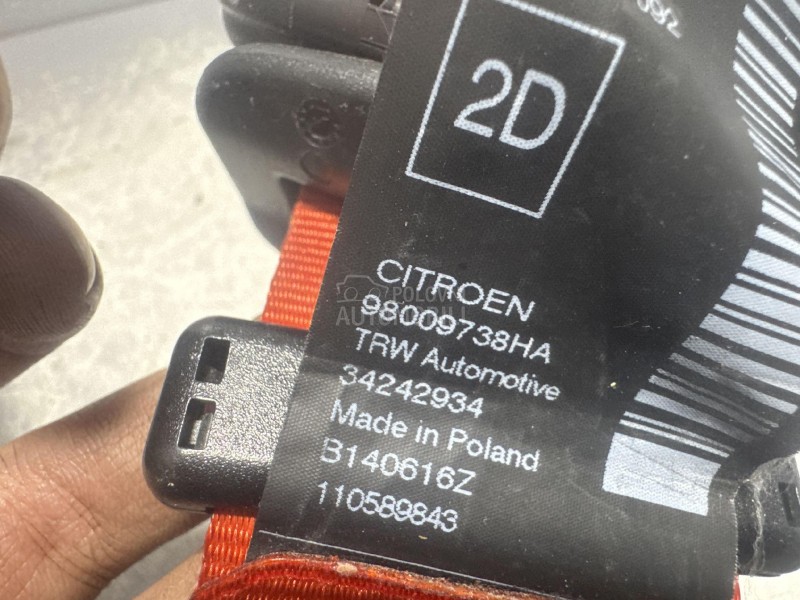 2D
CITROEN
98009738HA
TRW Automotive
34242934
Made in Poland
B140616Z
110589843